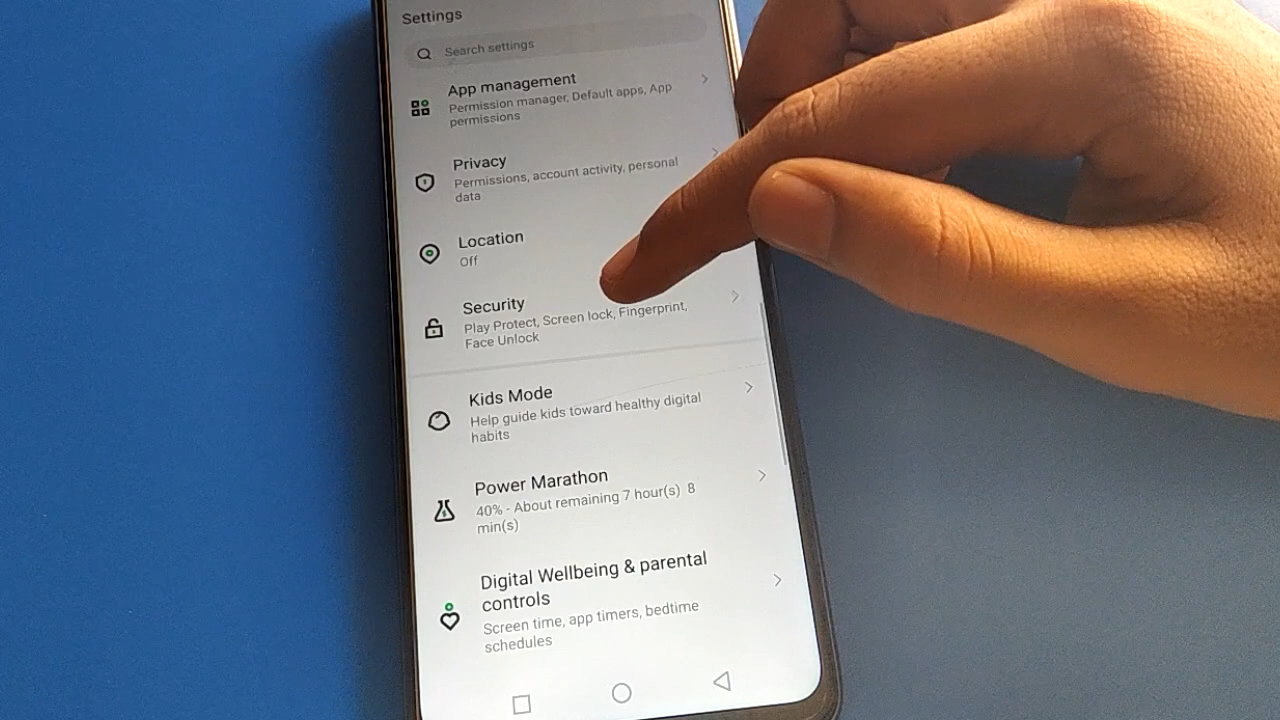 Settings
Search settings
App management
Permission manager, Default apps, App
permissions
Privacy
Permissions, account activity, personal
data
Location
Off
Security
Play Protect, Screen lock, Fingerprint,
Face Unlock
Kids Mode
Help guide kids toward healthy digital
habits
Power Marathon
40% - About remaining 7 hour(s) 8
min(s)
Digital Wellbeing & parental
controls
Screen time, app timers, bedtime
schedules